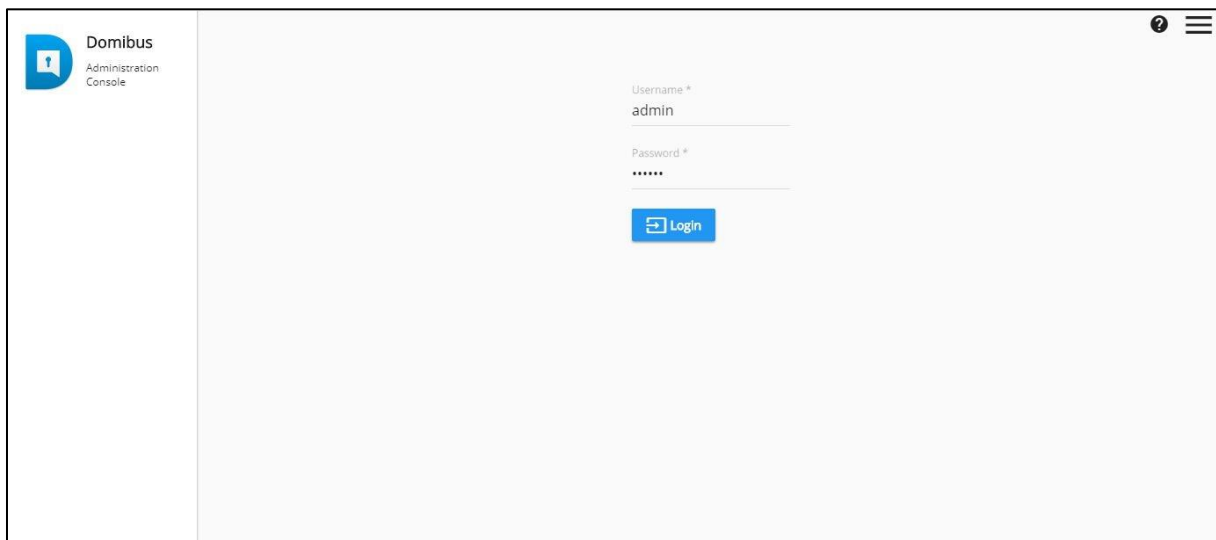 Domibus
Administration
Console
Username *
admin
Password *
••••••
Login